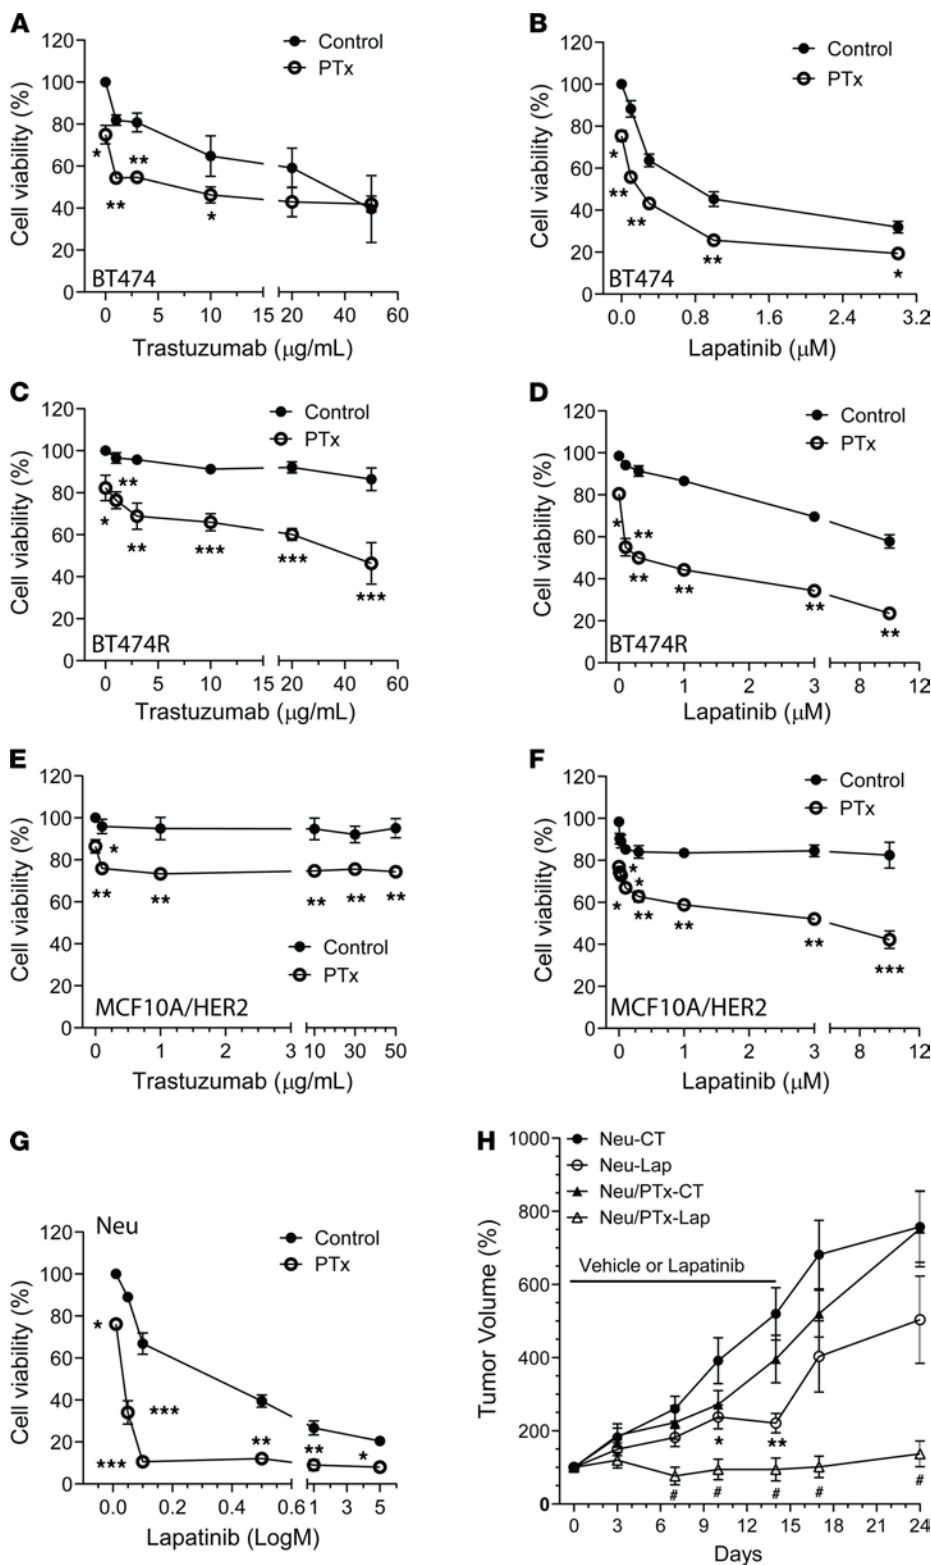 A
Control
PTx
Cell viability (%)
120
100
80
60
40
20
0
*
**
**
*
BT474
0 5 10 15 20 40 60
Trastuzumab (μg/mL)
B
Control
PTx
Cell viability (%)
120
100
80
60
40
20
0
*
**
**
**
*
BT474
0.0 0.8 1.6 2.4 3.2
Lapatinib (μM)
C
Control
PTx
Cell viability (%)
120
100
80
60
40
20
0
**
*
**
***
***
***
BT474R
0 5 10 15 20 40 60
Trastuzumab (μg/mL)
D
Control
PTx
Cell viability (%)
120
100
80
60
40
20
0
*
**
**
**
**
**
BT474R
0 1 2 3 4 8 12
Lapatinib (μM)
E
Control
PTx
Cell viability (%)
120
100
80
60
40
20
0
*
**
**
**
**
**
MCF10A/HER2
0 1 2 3 10 30 50
Trastuzumab (μg/mL)
F
Control
PTx
Cell viability (%)
120
100
80
60
40
20
0
*
*
*
**
**
**
***
MCF10A/HER2
0 1 2 3 8 12
Lapatinib (μM)
G
Neu
Control
PTx
Cell viability (%)
120
100
80
60
40
20
0
*
***
***
**
**
*
0.0 0.2 0.4 0.6 1 3 5
Lapatinib (LogM)
H
Neu-CT
Neu-Lap
Neu/PTx-CT
Neu/PTx-Lap
Vehicle or Lapatinib
Tumor Volume (%)
1000
800
600
400
200
0
*
**
# # # # #
0 3 6 9 12 15 18 21 24
Days